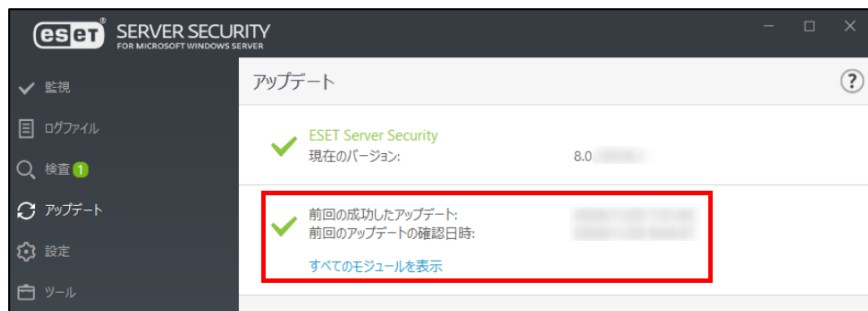 eset® SERVER SECURITY
FOR MICROSOFT WINDOWS SERVER
監視
ログファイル
検査 1
アップデート
設定
ツール
アップデート
?
ESET Server Security
現在のバージョン: 8.0
前回の成功したアップデート:
前回のアップデートの確認日時:
すべてのモジュールを表示